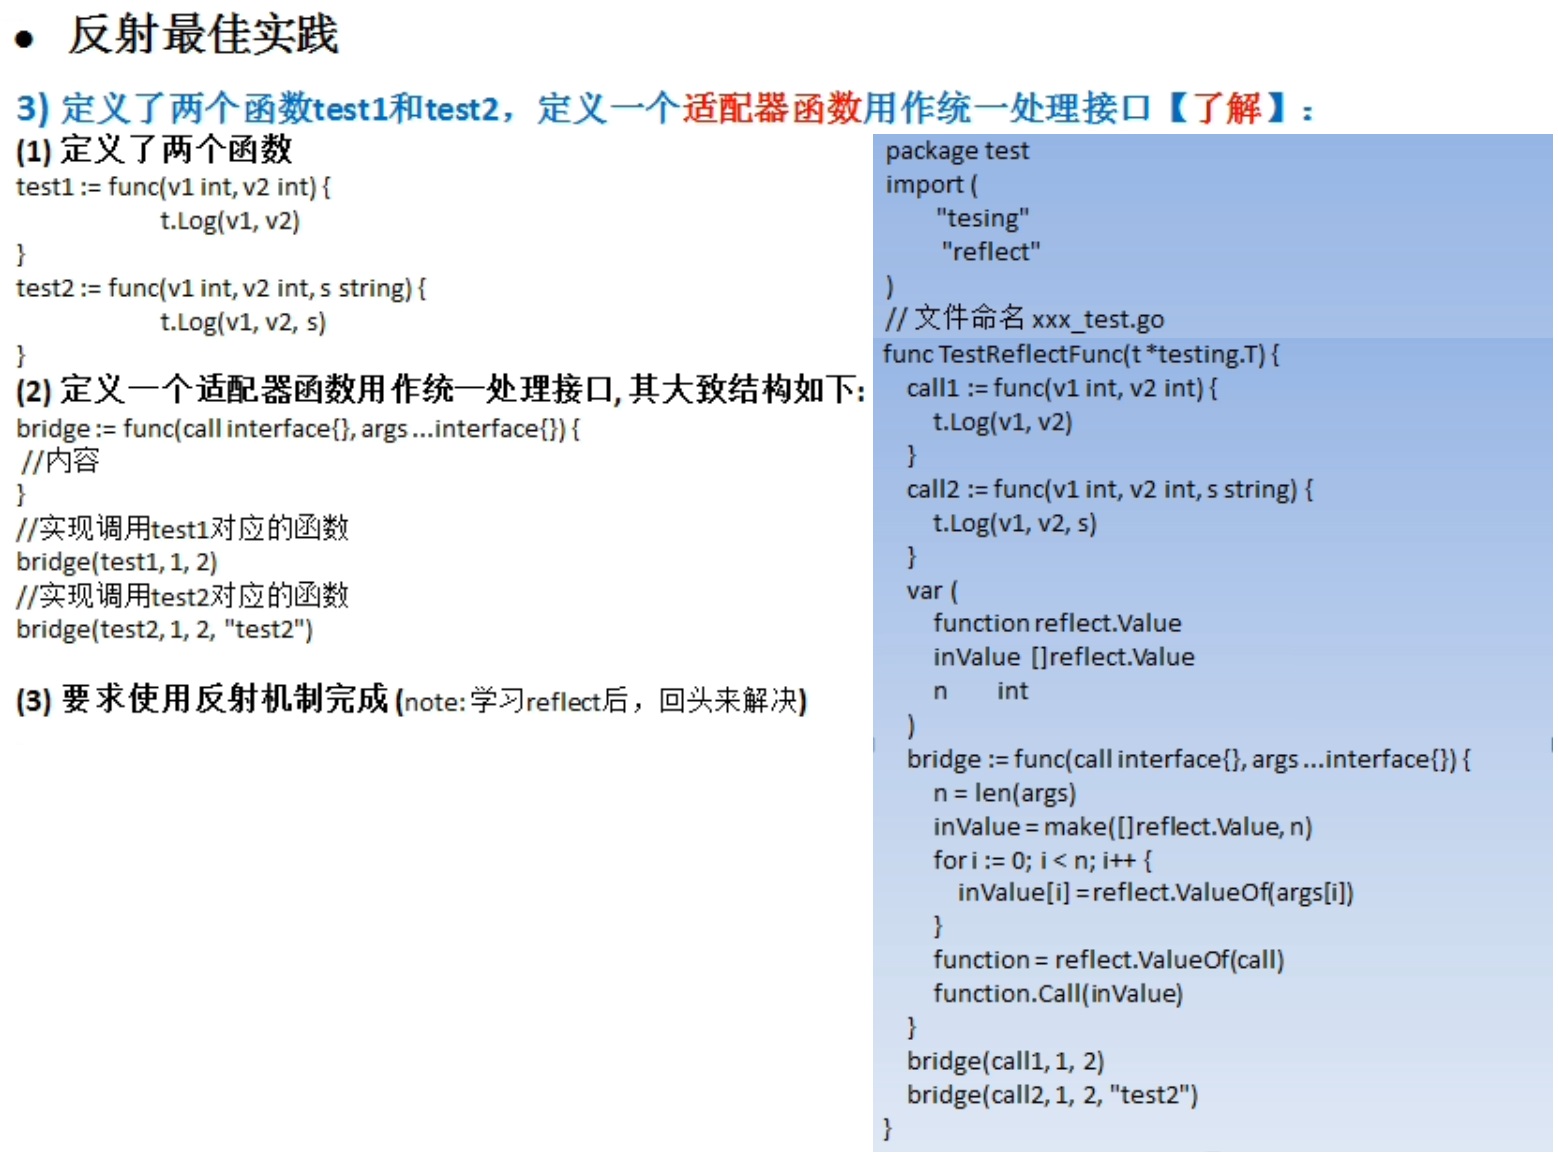 • 反射最佳实践
3) 定义了两个函数test1和test2，定义一个适配器函数用作统一处理接口【了解】：
(1) 定义了两个函数
test1 := func(v1 int, v2 int) {
t.Log(v1, v2)
}
test2 := func(v1 int, v2 int, s string) {
t.Log(v1, v2, s)
}
(2) 定义一个适配器函数用作统一处理接口, 其大致结构如下:
bridge := func(call interface{}, args ...interface{}) {
//内容
}
//实现调用test1对应的函数
bridge(test1, 1, 2)
//实现调用test2对应的函数
bridge(test2, 1, 2, "test2")
(3) 要求使用反射机制完成 (note: 学习reflect后，回头来解决)
package test
import (
"tesing"
"reflect"
)
// 文件命名 xxx_test.go
func TestReflectFunc(t *testing.T) {
call1 := func(v1 int, v2 int) {
t.Log(v1, v2)
}
call2 := func(v1 int, v2 int, s string) {
t.Log(v1, v2, s)
}
var (
function reflect.Value
inValue []reflect.Value
n int
)
bridge := func(call interface{}, args ...interface{}) {
n = len(args)
inValue = make([]reflect.Value, n)
for i := 0; i < n; i++ {
inValue[i] = reflect.ValueOf(args[i])
}
function = reflect.ValueOf(call)
function.Call(inValue)
}
bridge(call1, 1, 2)
bridge(call2, 1, 2, "test2")
}